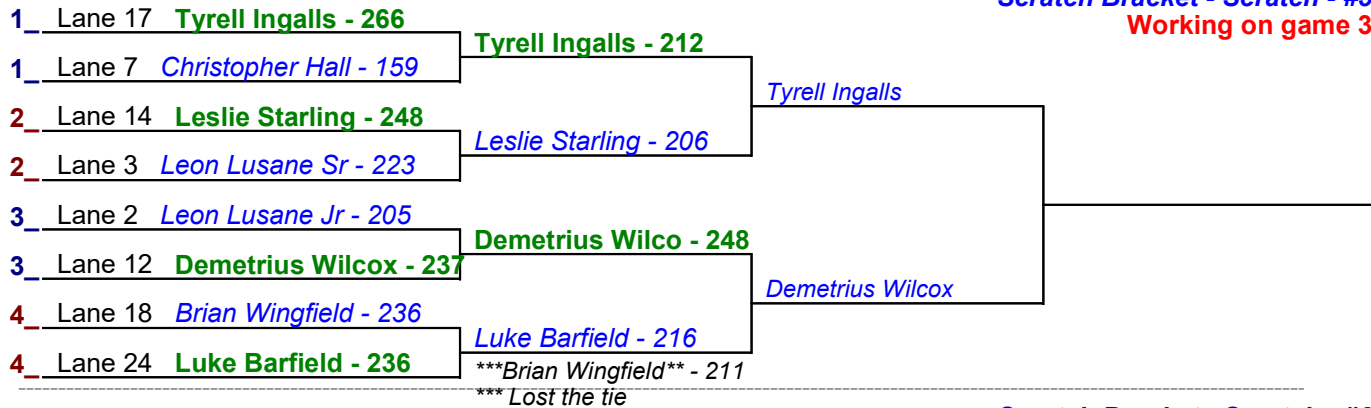 Scratch Bracket - Scratch - #5
Working on game 3
1_ Lane 17 Tyrell Ingalls - 266
Tyrell Ingalls - 212
1_ Lane 7 Christopher Hall - 159
Tyrell Ingalls
2_ Lane 14 Leslie Starling - 248
Leslie Starling - 206
2_ Lane 3 Leon Lusane Sr - 223
3_ Lane 2 Leon Lusane Jr - 205
Demetrius Wilco - 248
3_ Lane 12 Demetrius Wilcox - 237
Demetrius Wilcox
4_ Lane 18 Brian Wingfield - 236
Luke Barfield - 216
4_ Lane 24 Luke Barfield - 236
***Brian Wingfield** - 211
*** Lost the tie